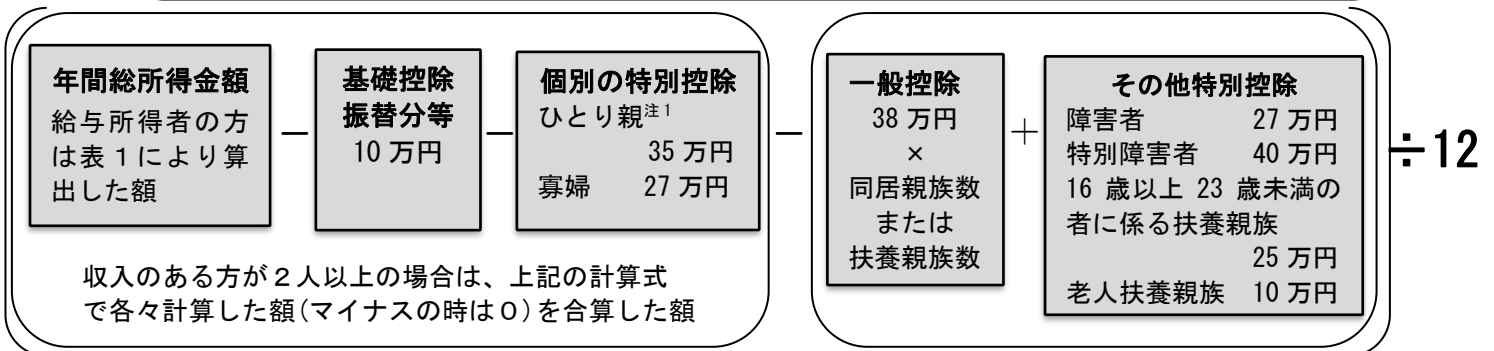 年間総所得金額
給与所得者の方
は表１により算
出した額
－
基礎控除
振替分等
10 万円
－
個別の特別控除
ひとり親注1
35 万円
寡婦　27 万円
収入のある方が２人以上の場合は、上記の計算式
で各々計算した額(マイナスの時は０)を合算した額
－
一般控除
38 万円
×
同居親族数
または
扶養親族数
＋
その他特別控除
障害者　27 万円
特別障害者　40 万円
16 歳以上 23 歳未満の
者に係る扶養親族
25 万円
老人扶養親族　10 万円
÷12